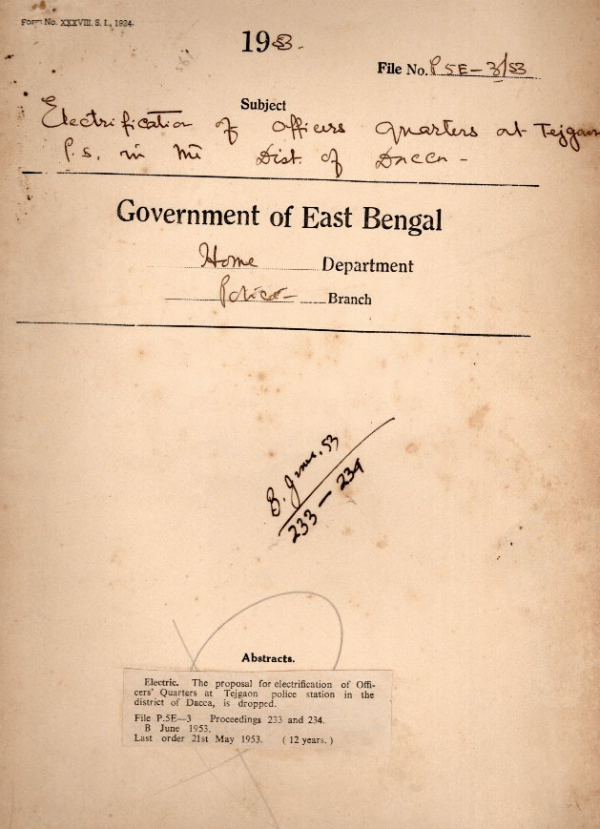 Form No. XXXVIII. S. I., 1924.
1953.
File No. P. 5E-3/53
Subject
Electrification of officers quarters at Tejgaon
P.S. in the Dist. of Dacca -
Government of East Bengal
Home Department
Police Branch
B. June. 53
233 - 234
Abstracts.
Electric. The proposal for electrification of Offi-
cers' Quarters at Tejgaon police station in the
district of Dacca, is dropped.
File P.5E—3 Proceedings 233 and 234.
B June 1953.
Last order 21st May 1953. (12 years.)